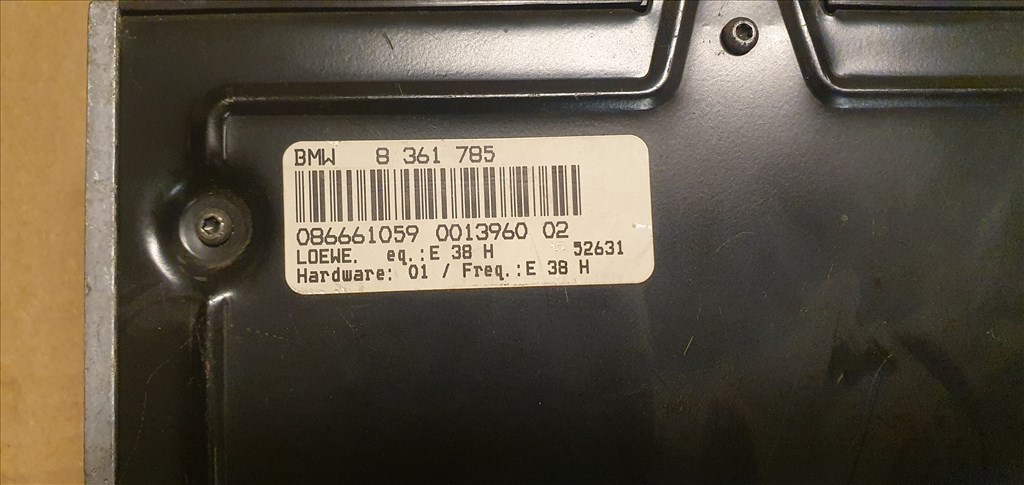 BMW 8 361 785
086661059 0013960 02
LOEWE. eq.:E 38 H 52631
Hardware: 01 / Freq.:E 38 H